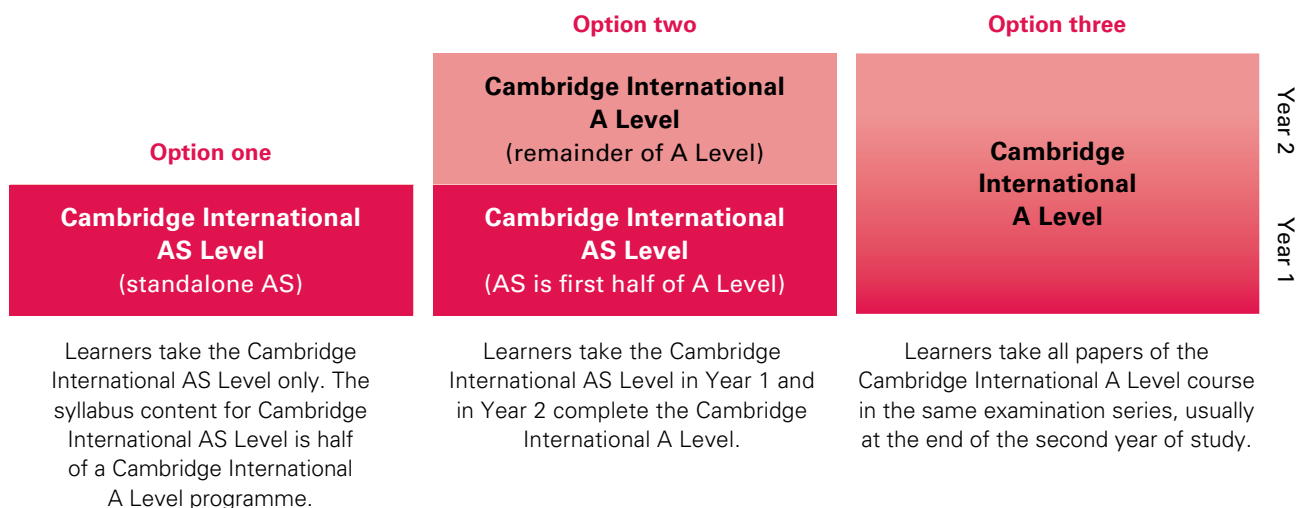 Option one
Cambridge International
AS Level
(standalone AS)
Learners take the Cambridge
International AS Level only. The
syllabus content for Cambridge
International AS Level is half
of a Cambridge International
A Level programme.
Option two
Cambridge International
A Level
(remainder of A Level)
Cambridge International
AS Level
(AS is first half of A Level)
Learners take the Cambridge
International AS Level in Year 1 and
in Year 2 complete the Cambridge
International A Level.
Option three
Cambridge
International
A Level
Learners take all papers of the
Cambridge International A Level course
in the same examination series, usually
at the end of the second year of study.
Year 2
Year 1